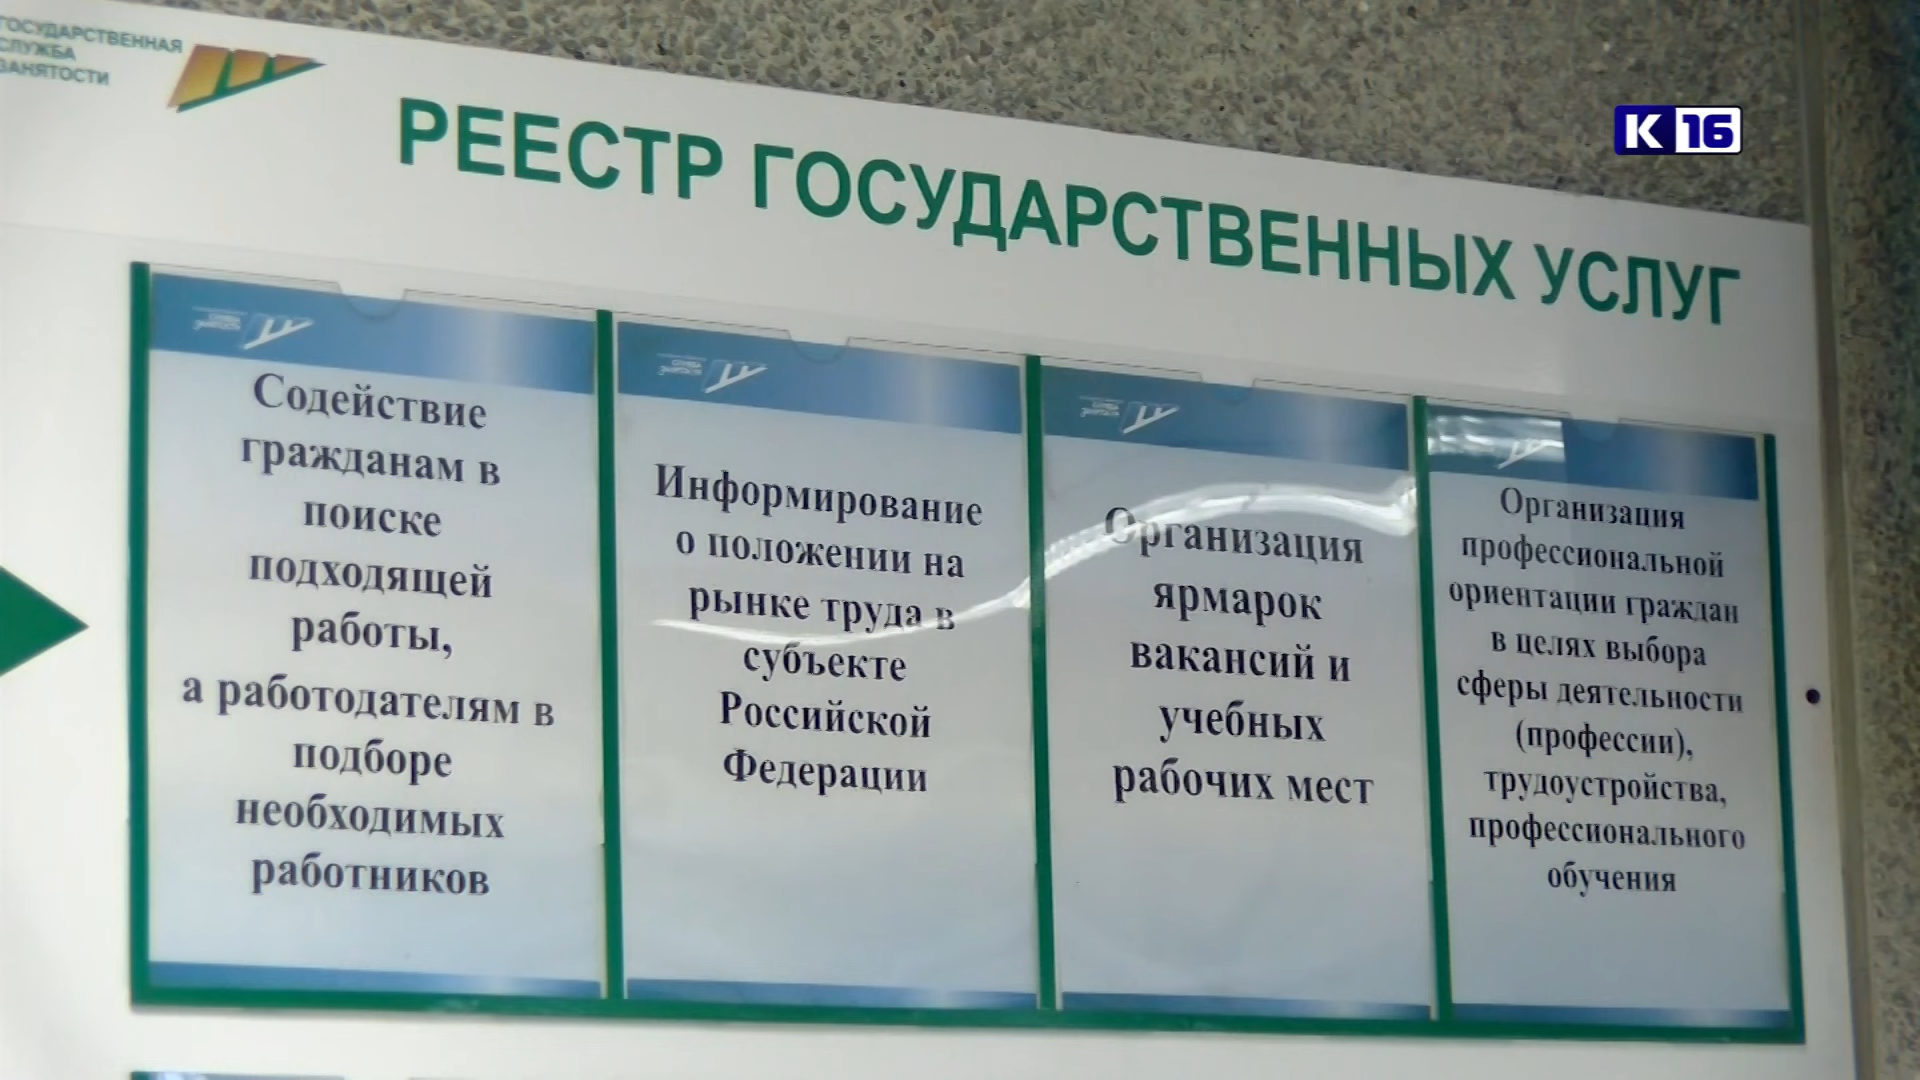 ГОСУДАРСТВЕННАЯ
СЛУЖБА
ЗАНЯТОСТИ
РЕЕСТР ГОСУДАРСТВЕННЫХ УСЛУГ
К 16
Содействие
гражданам в
поиске
подходящей
работы,
а работодателям в
подборе
необходимых
работников
Информирование
о положении на
рынке труда в
субъекте
Российской
Федерации
Организация
ярмарок
вакансий и
учебных
рабочих мест
Организация
профессиональной
ориентации граждан
в целях выбора
сферы деятельности
(профессии),
трудоустройства,
профессионального
обучения